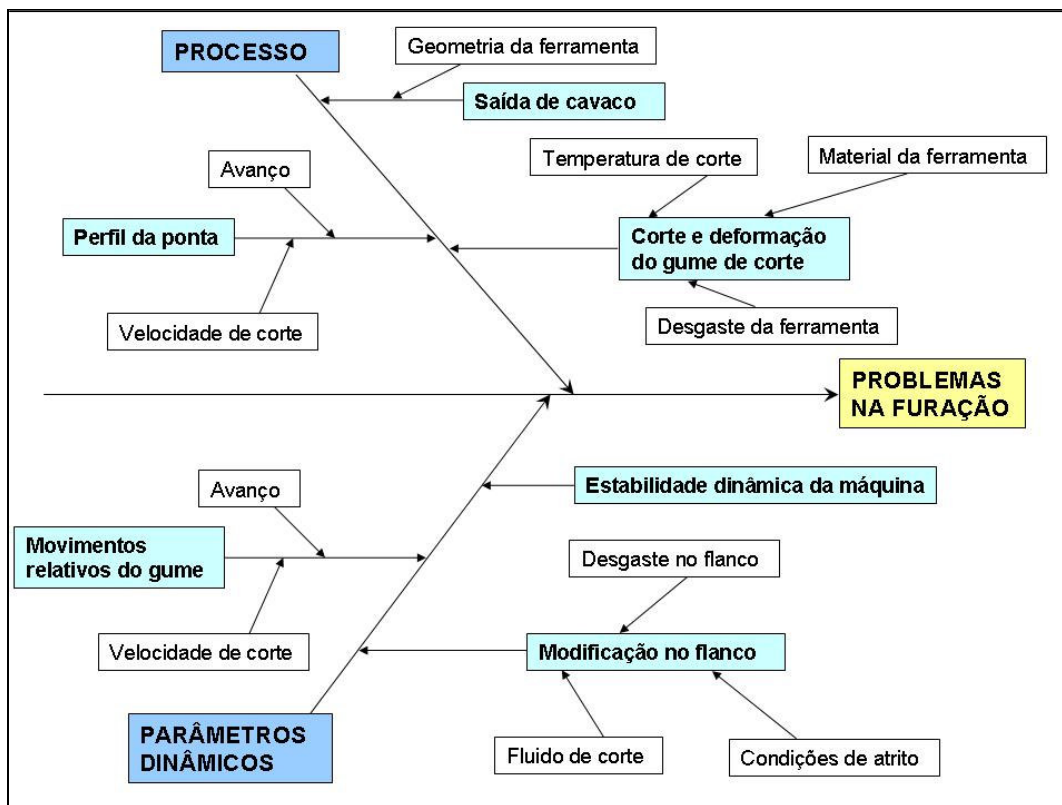 PROCESSO
Geometria da ferramenta
Saída de cavaco
Temperatura de corte
Material da ferramenta
Avanço
Perfil da ponta
Corte e deformação
do gume de corte
Velocidade de corte
Desgaste da ferramenta
PROBLEMAS
NA FURAÇÃO
Avanço
Estabilidade dinâmica da máquina
Movimentos
relativos do gume
Desgaste no flanco
Velocidade de corte
Modificação no flanco
PARÂMETROS
DINÂMICOS
Fluido de corte
Condições de atrito